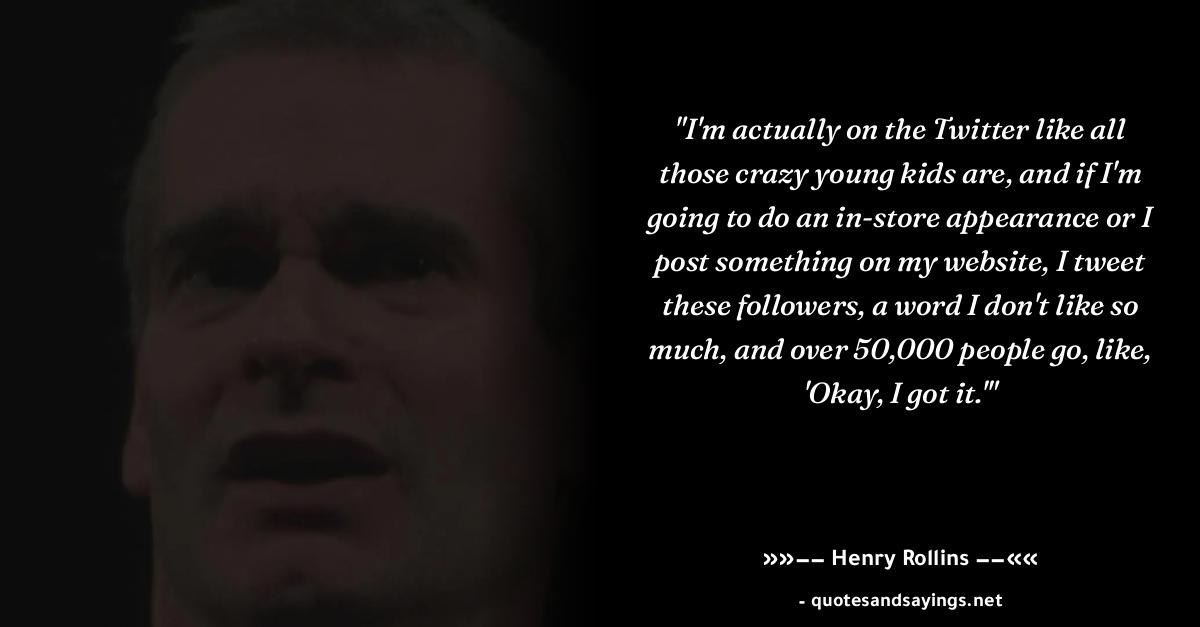 "I'm actually on the Twitter like all
those crazy young kids are, and if I'm
going to do an in-store appearance or I
post something on my website, I tweet
these followers, a word I don't like so
much, and over 50,000 people go, like,
'Okay, I got it.'"
»»−− Henry Rollins −−««
- quotesandsayings.net